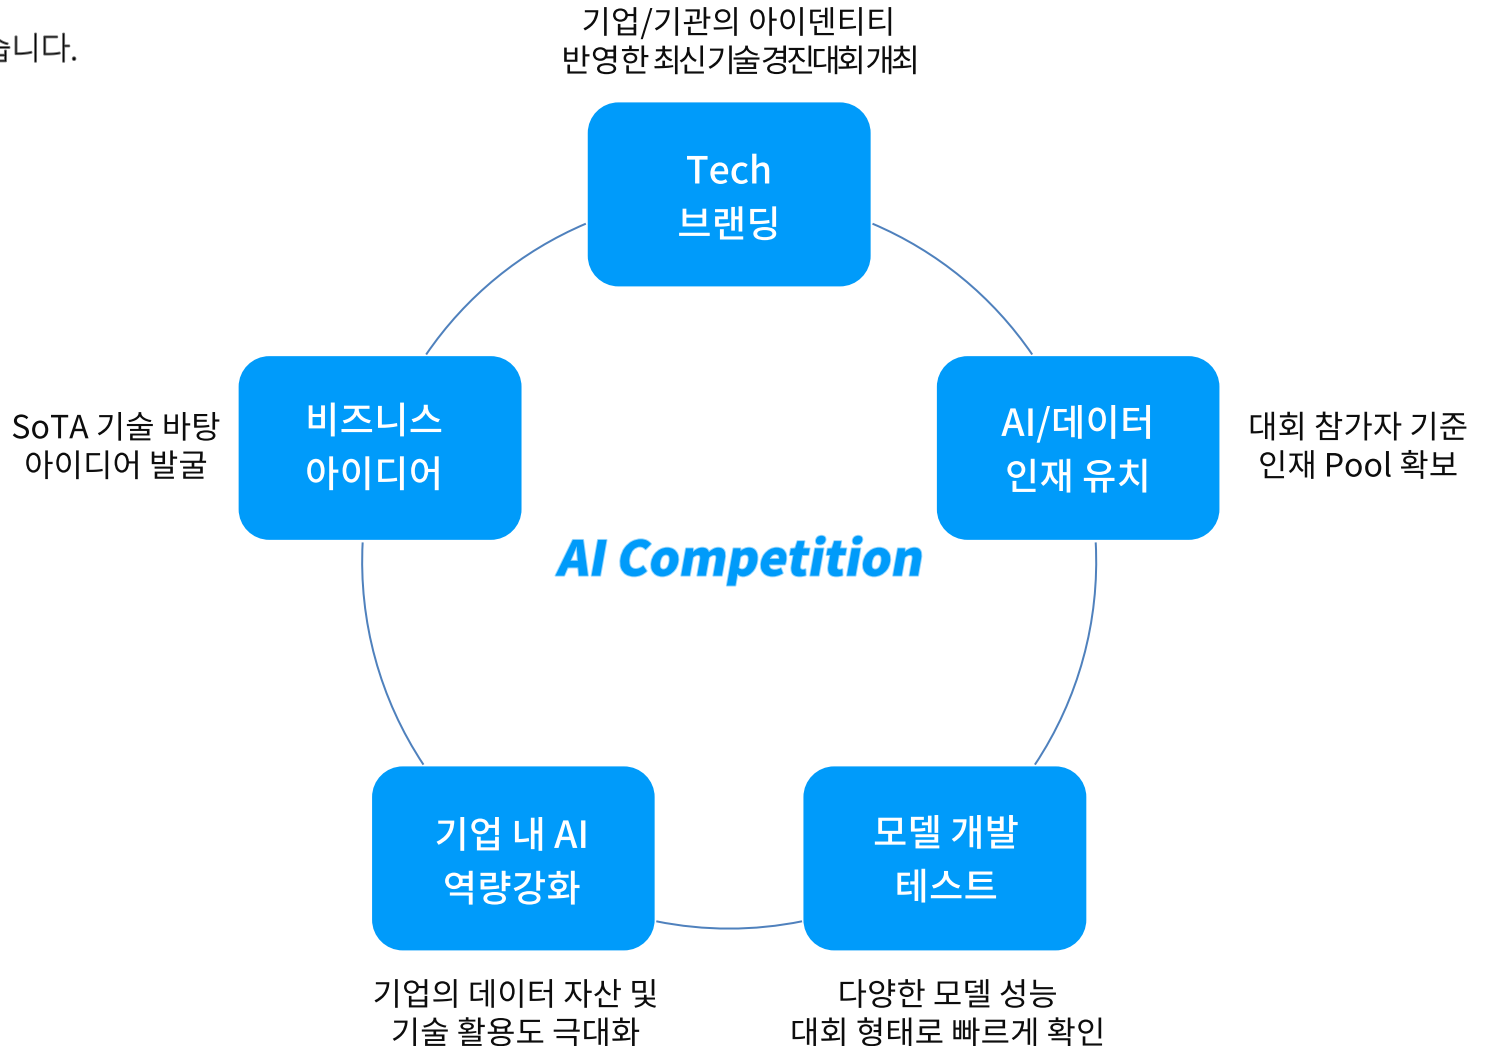 기업/기관의 아이덴티티
반영한 최신기술경진대회개최
습니다.
Tech
브랜딩
비즈니스
아이디어
SoTA 기술 바탕
아이디어 발굴
AI/데이터
인재 유치
대회 참가자 기준
인재 Pool 확보
AI Competition
기업 내 AI
역량강화
모델 개발
테스트
기업의 데이터 자산 및
기술 활용도 극대화
다양한 모델 성능
대회 형태로 빠르게 확인